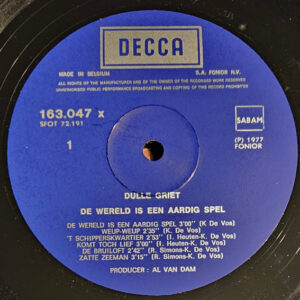 DECCA
MADE IN BELGIUM
S.A. FONIOR N.V.
ALL RIGHTS OF THE MANUFACTURER AND OF THE OWNER OF THE RECORDED WORK RESERVED
UNAUTHORISED PUBLIC PERFORMANCE BROADCASTING AND COPYING OF THIS RECORD PROHIBITED
163.047 x
SFOT 72.191
SABAM
1
(P) 1977
FONIOR
DULLE GRIET
DE WERELD IS EEN AARDIG SPEL
DE WERELD IS EEN AARDIG SPEL 3'00" (K. De Vos)
WEUP-WEUP 2'35" (K. De Vos)
'T SCHIPPERSKWARTIER 2'53" (I. Heuten-K. De Vos)
KOMT TOCH LIEF 3'00" (I. Heuten-K. De Vos)
DE BRUILOFT 2'42" (R. Simons-K. De Vos)
ZATTE ZEEMAN 3'15" (R. Simons-K. De Vos)
PRODUCER : AL VAN DAM